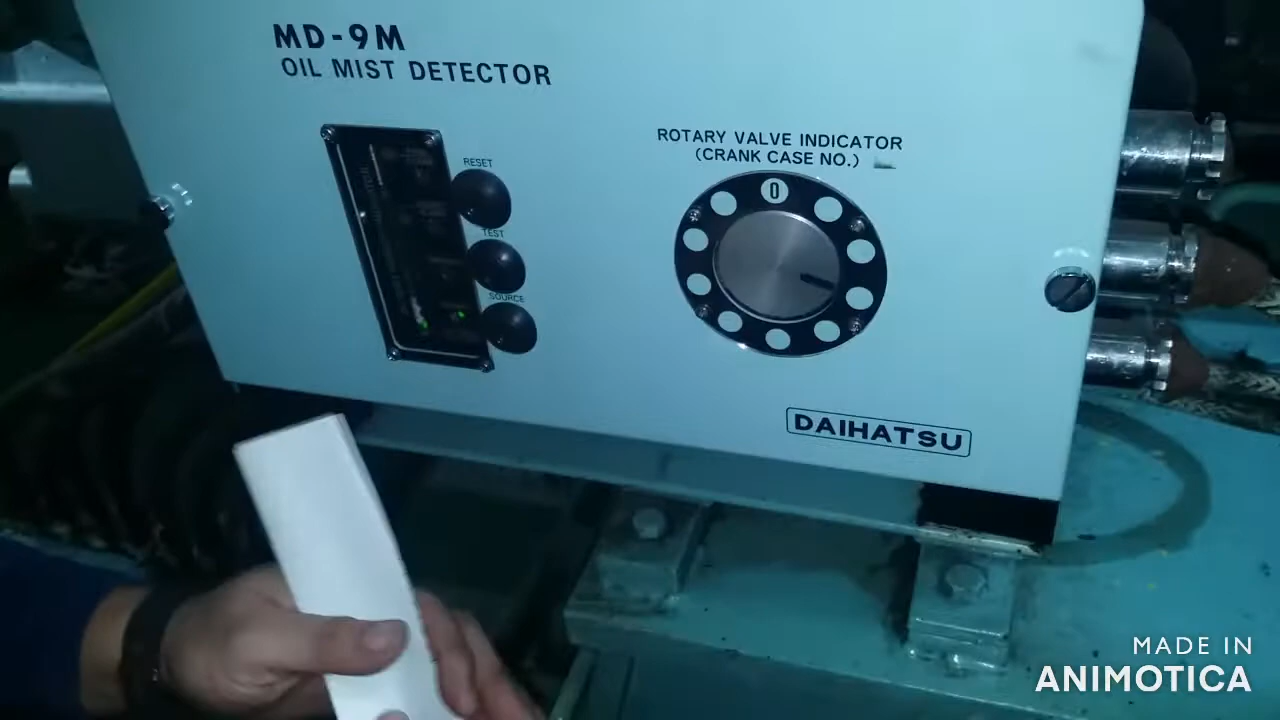 MD-9M
OIL MIST DETECTOR
RESET
TEST
SOURCE
ROTARY VALVE INDICATOR
(CRANK CASE NO.)
0
DAIHATSU
MADE IN
ANIMOTICA